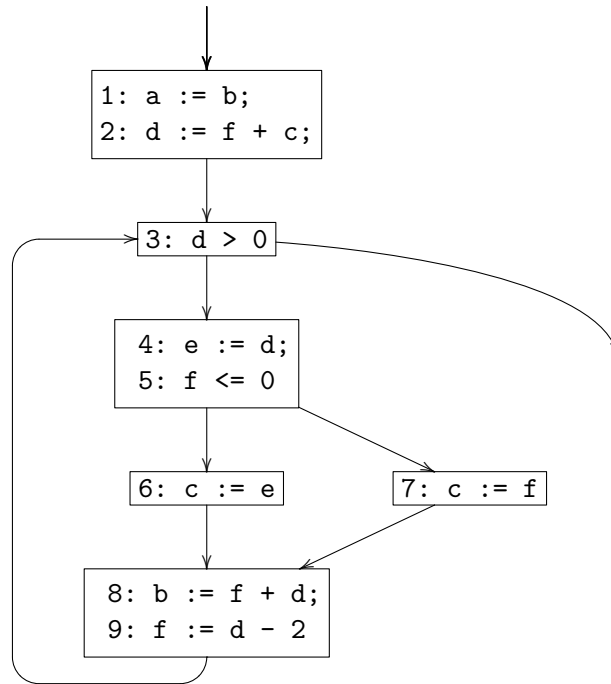 1: a := b;
2: d := f + c;
3: d > 0
4: e := d;
5: f <= 0
6: c := e
7: c := f
8: b := f + d;
9: f := d - 2